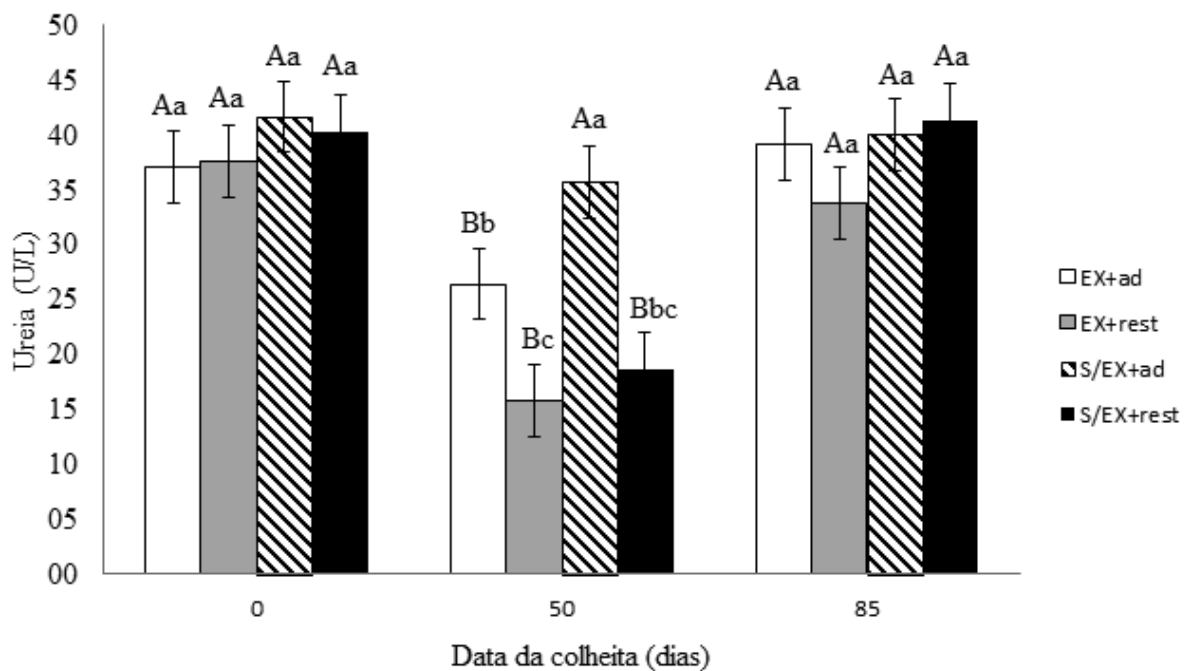 Ureia (U/L)
50
45
40
35
30
25
20
15
10
05
00
Aa Aa Aa Aa
Bb Bc Aa Bbc
Aa Aa Aa Aa
0 50 85
Data da colheita (dias)
EX+ad
EX+rest
S/EX+ad
S/EX+rest